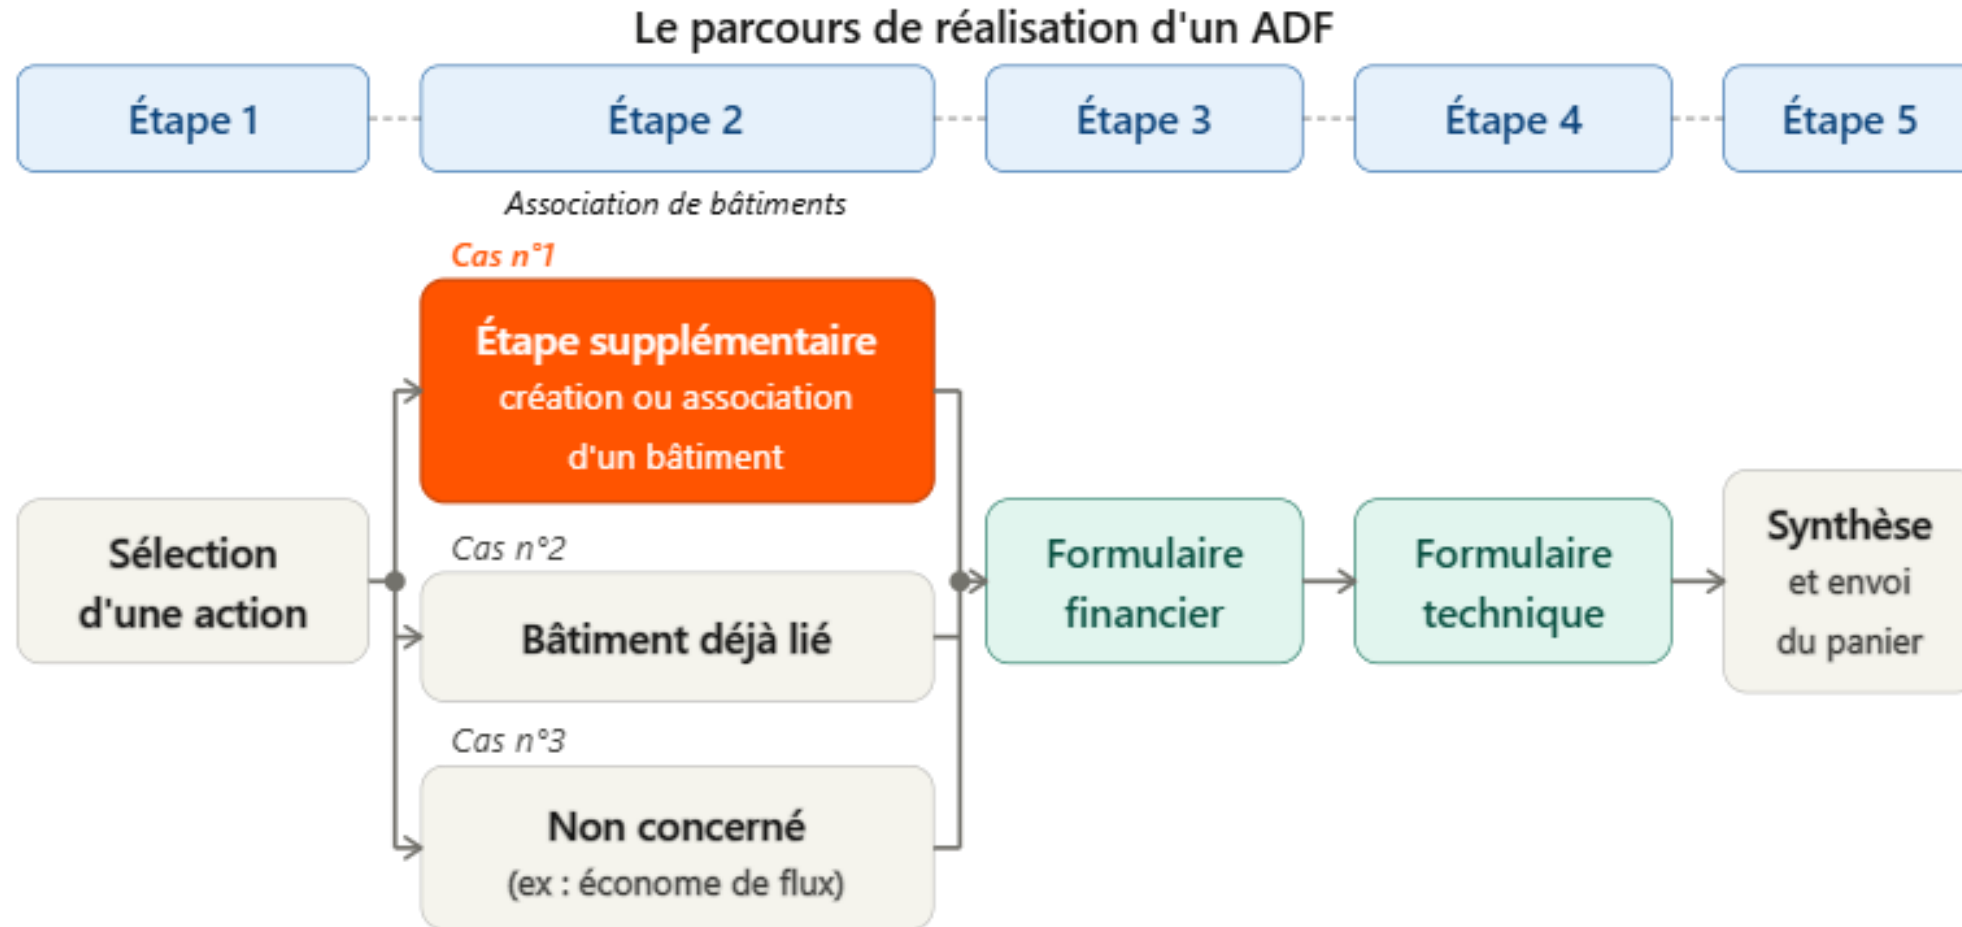 Le parcours de réalisation d'un ADF
Étape 1
Étape 2
Étape 3
Étape 4
Étape 5
Association de bâtiments
Cas n°1
Étape supplémentaire
création ou association
d'un bâtiment
Sélection
d'une action
Cas n°2
Bâtiment déjà lié
Cas n°3
Non concerné
(ex : économe de flux)
Formulaire
financier
Formulaire
technique
Synthèse
et envoi
du panier